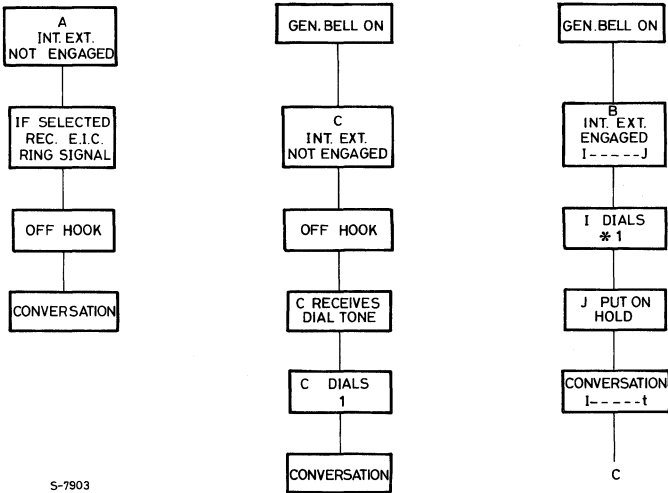 A
INT. EXT.
NOT ENGAGED
IF SELECTED
REC. E.I.C.
RING SIGNAL
OFF HOOK
CONVERSATION
GEN. BELL ON
C
INT. EXT.
NOT ENGAGED
OFF HOOK
C RECEIVES
DIAL TONE
C DIALS
1
CONVERSATION
GEN. BELL ON
B
INT. EXT.
ENGAGED
I-----J
I DIALS
*1
J PUT ON
HOLD
CONVERSATION
I-----t
C
S-7903